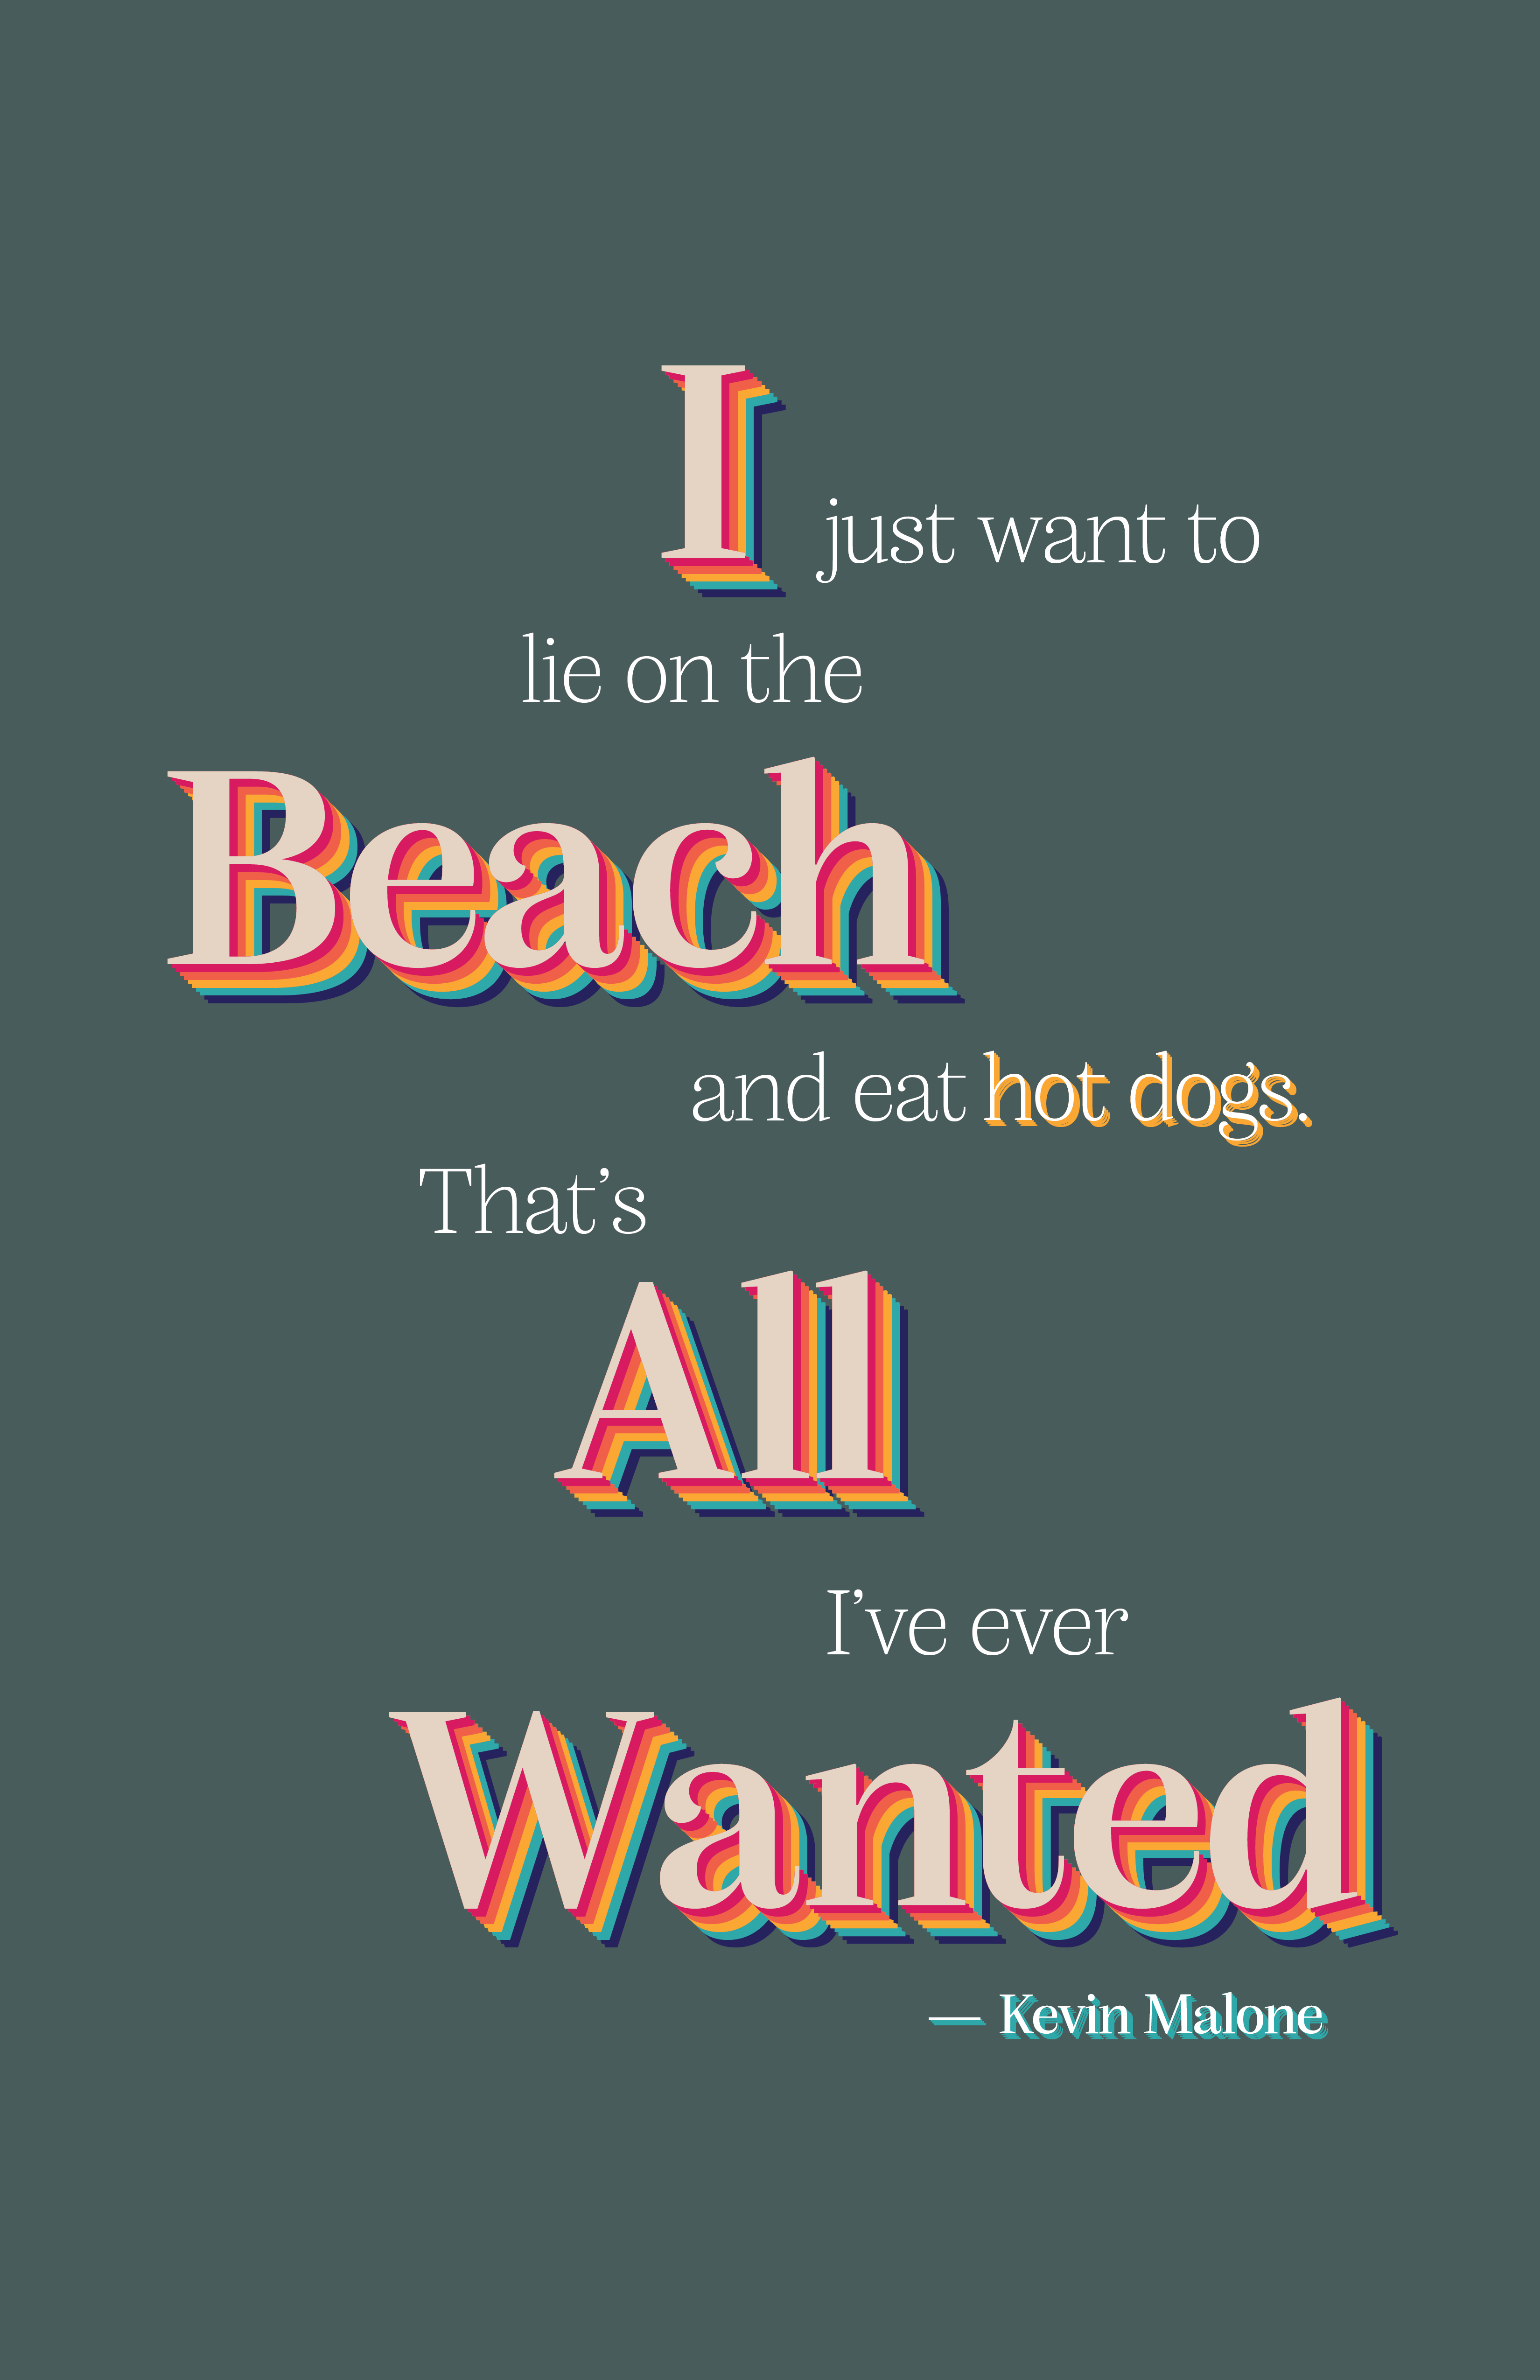 I just want to
lie on the
Beach
and eat hot dogs.
That’s
All
I’ve ever
Wanted
— Kevin Malone